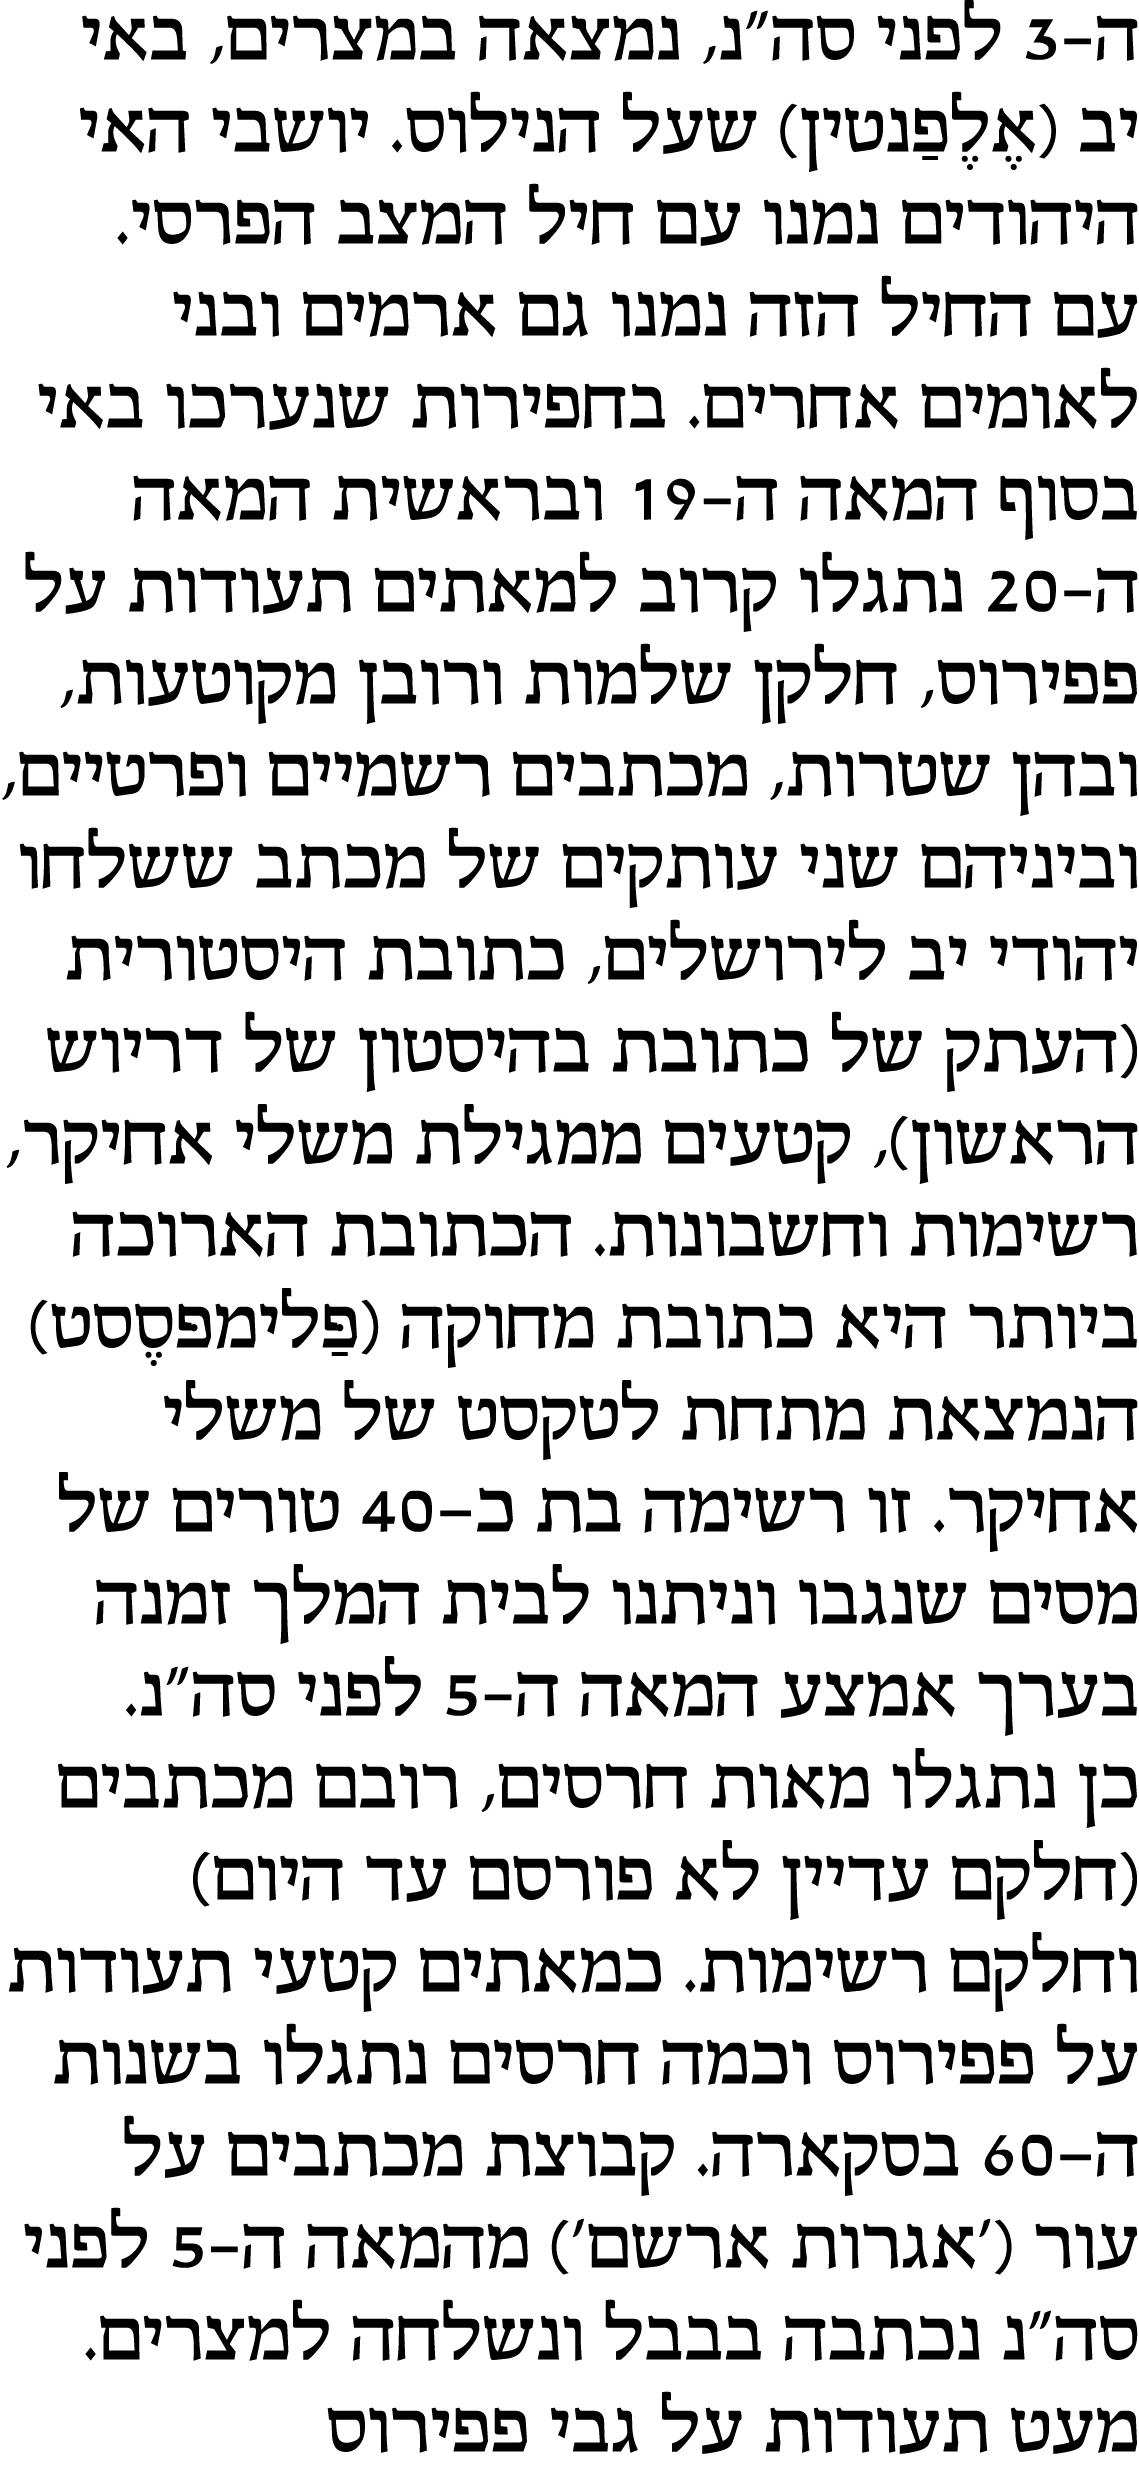 ה-3 לפני סה"נ, נמצאה במצרים, באי
יב (אֶלֶפַנטין) שעל הנילוס. יושבי האי
היהודים נמנו עם חיל המצב הפרסי.
עם החיל הזה נמנו גם ארמים ובני
לאומים אחרים. בחפירות שנערכו באי
בסוף המאה ה-19 ובראשית המאה
ה-20 נתגלו קרוב למאתים תעודות על
פפירוס, חלקן שלמות ורובן מקוטעות,
ובהן שטרות, מכתבים רשמיים ופרטיים,
וביניהם שני עותקים של מכתב ששלחו
יהודי יב לירושלים, כתובת היסטורית
(העתק של כתובת בהיסטון של דריוש
הראשון), קטעים ממגילת משלי אחיקר,
רשימות וחשבונות. הכתובת הארוכה
ביותר היא כתובת מחוקה (פַּלימפסֶסט)
הנמצאת מתחת לטקסט של משלי
אחיקר. זו רשימה בת כ-40 טורים של
מסים שנגבו וניתנו לבית המלך זמנה
בערך אמצע המאה ה-5 לפני סה"נ.
כן נתגלו מאות חרסים, רובם מכתבים
(חלקם עדיין לא פורסם עד היום)
וחלקם רשימות. כמאתים קטעי תעודות
על פפירוס וכמה חרסים נתגלו בשנות
ה-60 בסקארה. קבוצת מכתבים על
עור ('אגרות ארשם') מהמאה ה-5 לפני
סה"נ נכתבה בבבל ונשלחה למצרים.
מעט תעודות על גבי פפירוס